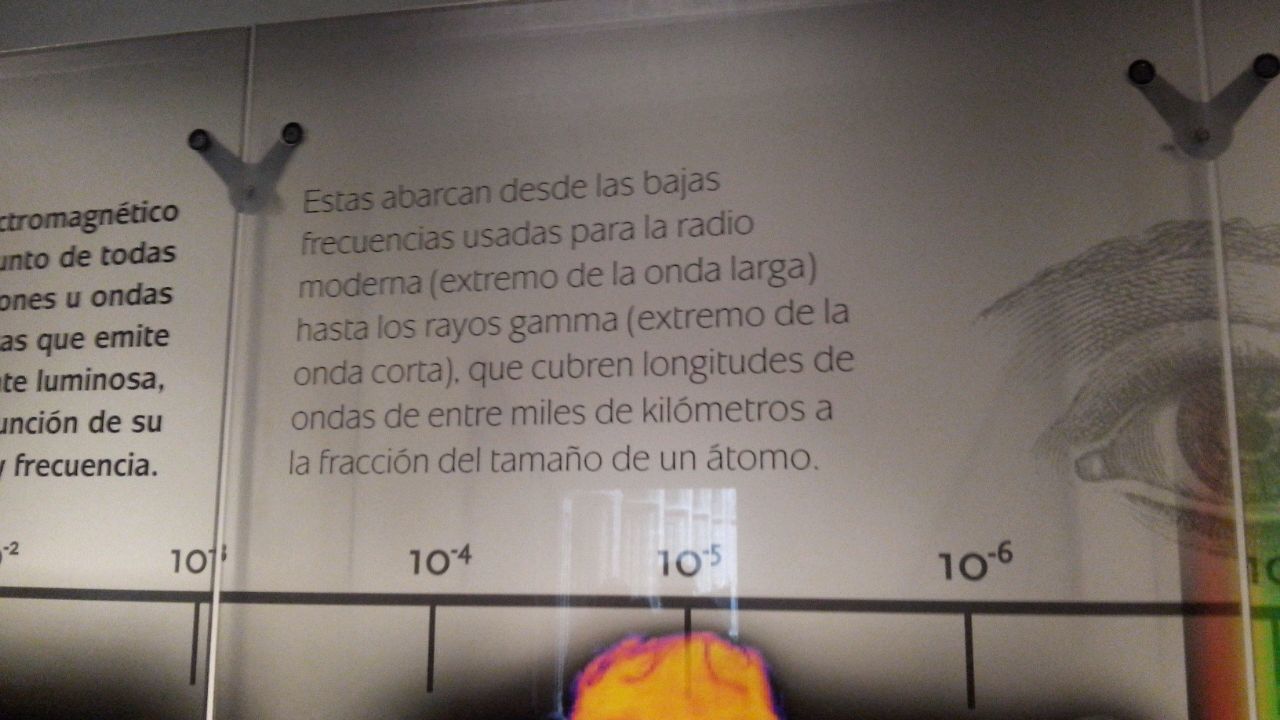 ctromagnético
unto de todas
ones u ondas
as que emite
te luminosa,
unción de su
y frecuencia.
Estas abarcan desde las bajas
frecuencias usadas para la radio
moderna (extremo de la onda larga)
hasta los rayos gamma (extremo de la
onda corta), que cubren longitudes de
ondas de entre miles de kilómetros a
la fracción del tamaño de un átomo.
10⁻³ 10⁻⁴ 10⁻⁵ 10⁻⁶